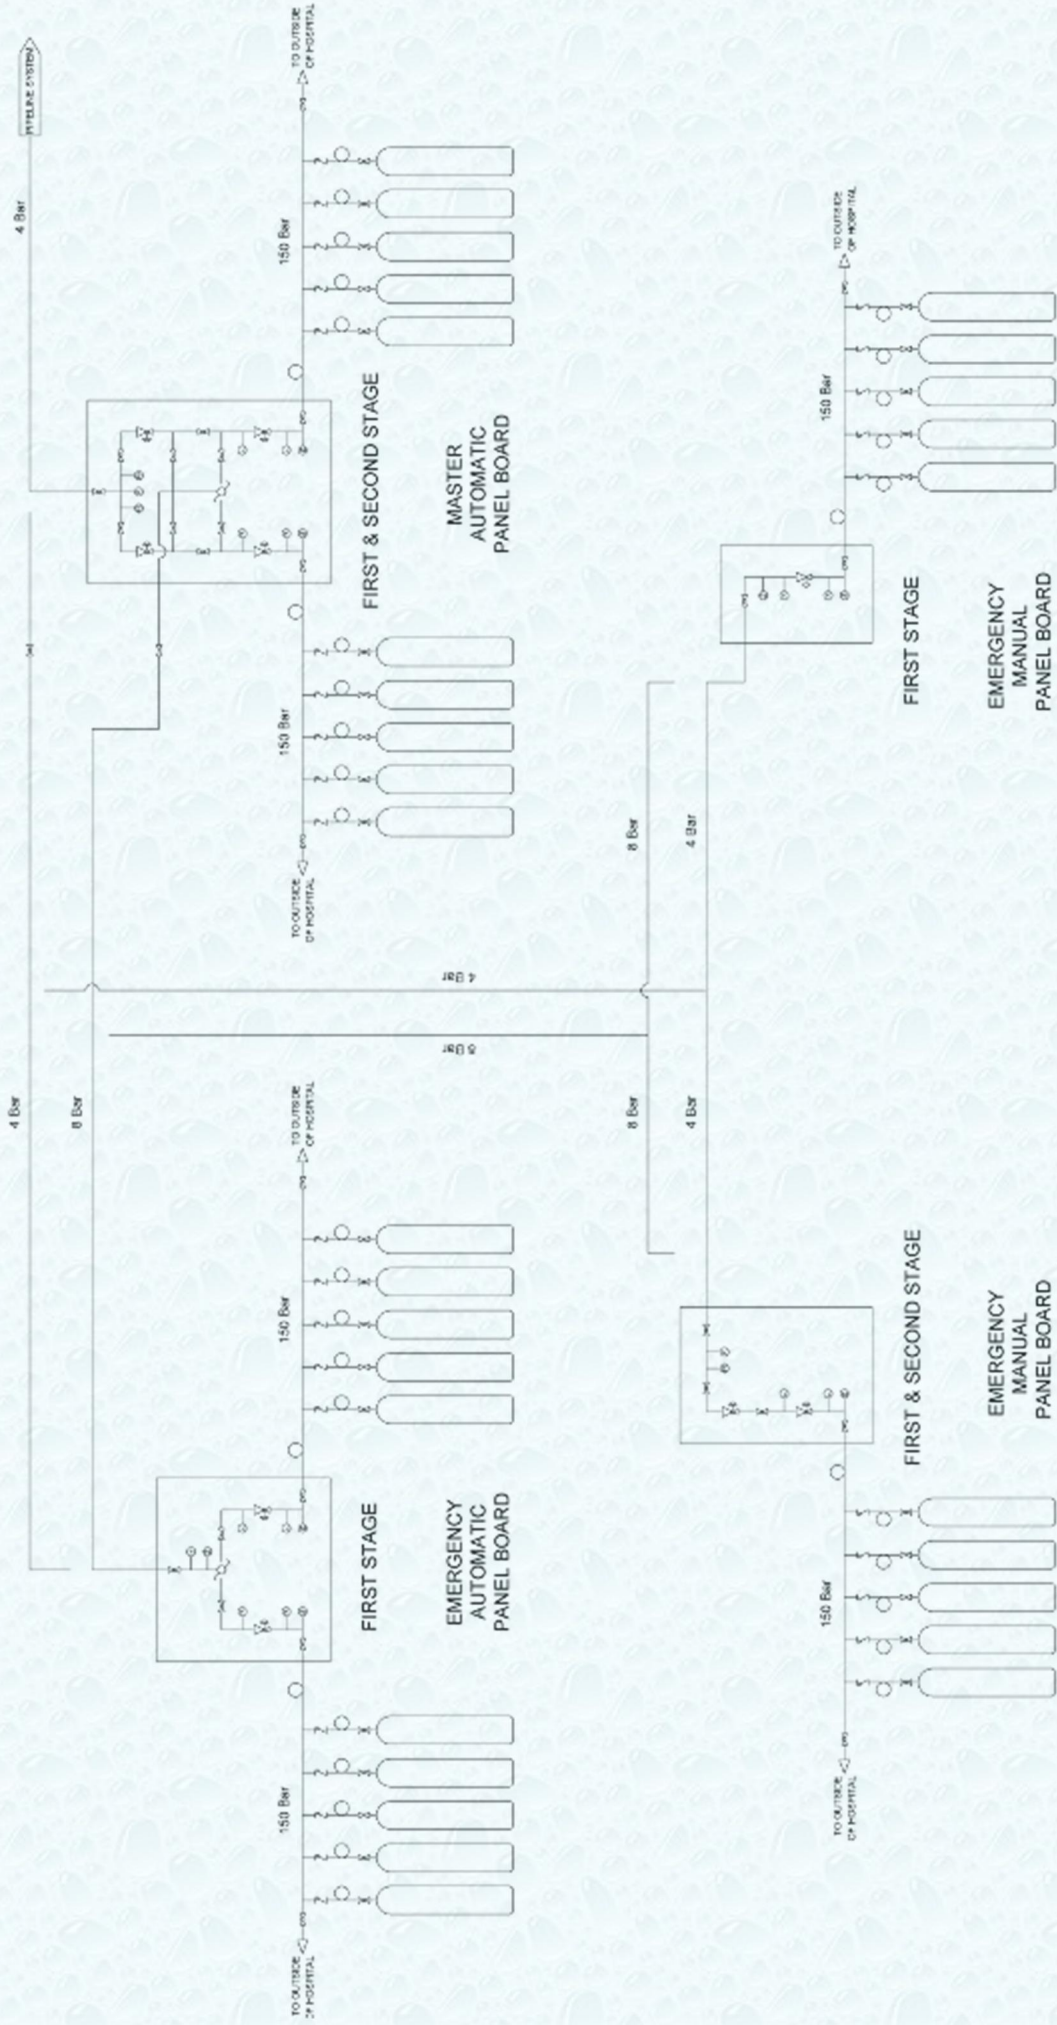 4 Bar
4 Bar
PIPELINE SYSTEM
8 Bar
TO OUTSIDE
OF HOSPITAL
150 Bar
150 Bar
TO OUTSIDE
OF HOSPITAL
TO OUTSIDE
OF HOSPITAL
150 Bar
150 Bar
TO OUTSIDE
OF HOSPITAL
FIRST STAGE
FIRST & SECOND STAGE
EMERGENCY
AUTOMATIC
PANEL BOARD
8 Bar
4 Bar
MASTER
AUTOMATIC
PANEL BOARD
8 Bar
8 Bar
4 Bar
4 Bar
TO OUTSIDE
OF HOSPITAL
150 Bar
150 Bar
TO OUTSIDE
OF HOSPITAL
FIRST & SECOND STAGE
FIRST STAGE
EMERGENCY
MANUAL
PANEL BOARD
EMERGENCY
MANUAL
PANEL BOARD